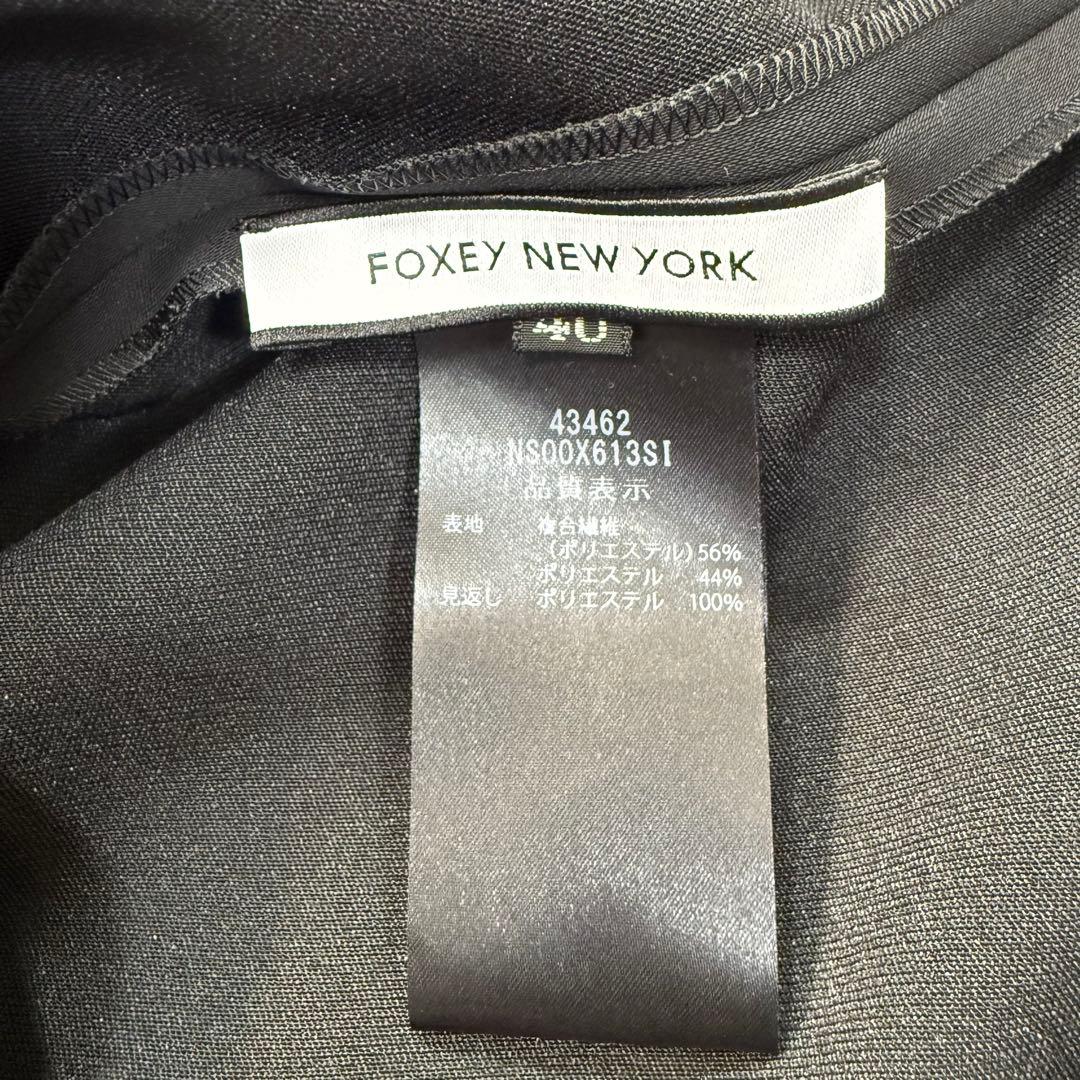 FOXEY NEW YORK
40
43462
NS00X613SI
品質表示
表地 複合繊維
(ポリエステル) 56%
ポリエステル 44%
見返し ポリエステル 100%